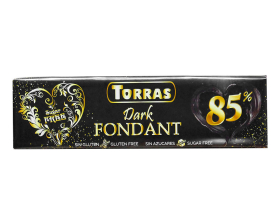 Sugar
FREE
TORRAS
Dark
FONDANT
85%
SIN GLUTEN GLUTEN FREE SIN AZÚCARES SUGAR FREE